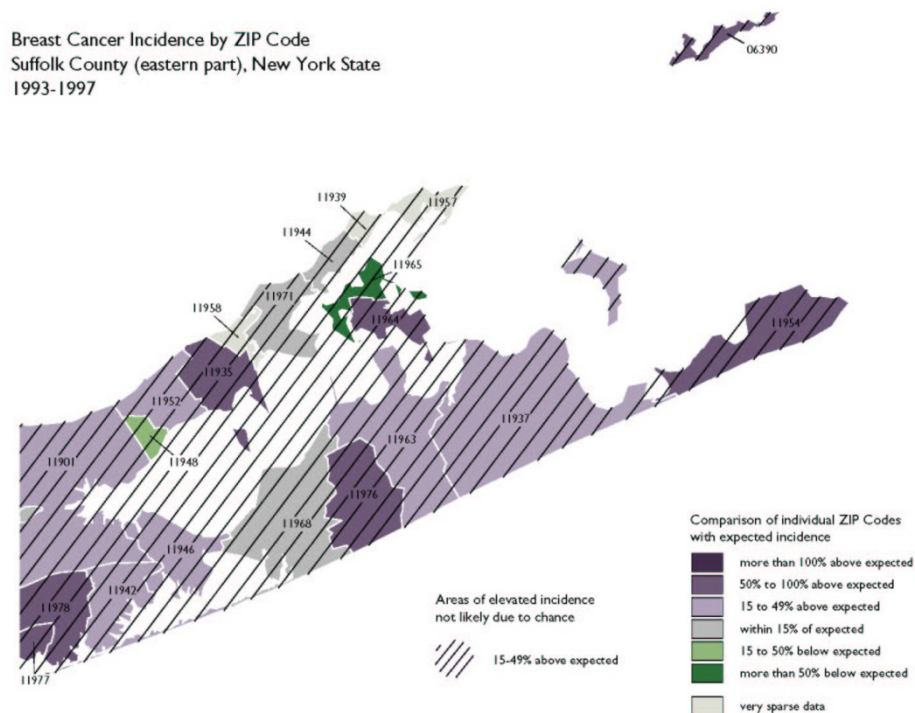 Breast Cancer Incidence by ZIP Code
Suffolk County (eastern part), New York State
1993-1997
06390
11939
11957
11944
11965
11971
11958
11964
11954
11935
11952
11937
11963
11948
11901
11976
11968
11946
11942
11978
11977
Areas of elevated incidence
not likely due to chance
15-49% above expected
Comparison of individual ZIP Codes
with expected incidence
more than 100% above expected
50% to 100% above expected
15 to 49% above expected
within 15% of expected
15 to 50% below expected
more than 50% below expected
very sparse data